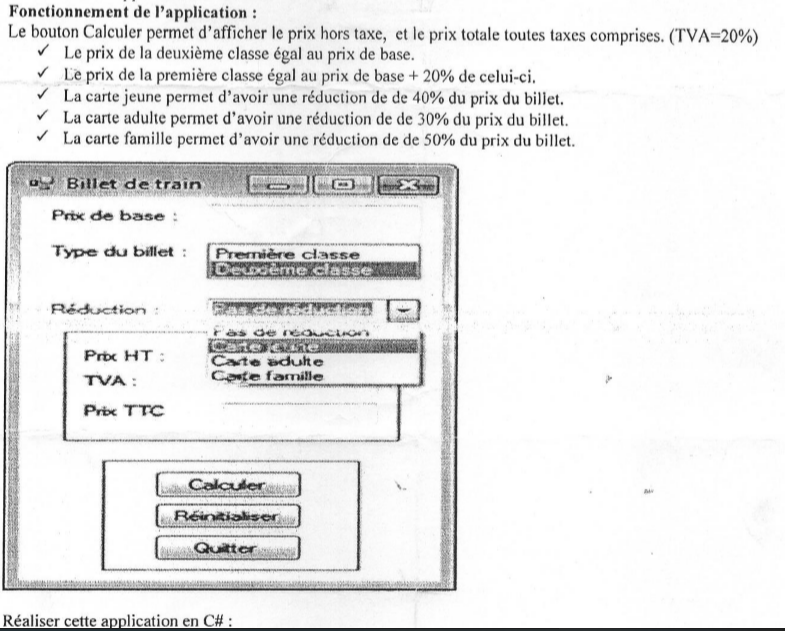 Fonctionnement de l'application :
Le bouton Calculer permet d'afficher le prix hors taxe, et le prix totale toutes taxes comprises. (TVA=20%)
✓ Le prix de la deuxième classe égal au prix de base.
✓ Le prix de la première classe égal au prix de base + 20% de celui-ci.
✓ La carte jeune permet d'avoir une réduction de de 40% du prix du billet.
✓ La carte adulte permet d'avoir une réduction de de 30% du prix du billet.
✓ La carte famille permet d'avoir une réduction de de 50% du prix du billet.
Billet de train
Prix de base :
Type du billet :
Première classe
Deuxième classe
Réduction :
Pas de réduction
Pas de réduction
Carte jeune
Carte adulte
Carte famille
Prix HT :
TVA :
Prix TTC
Calculer
Réinitialiser
Quitter
Réaliser cette application en C# :